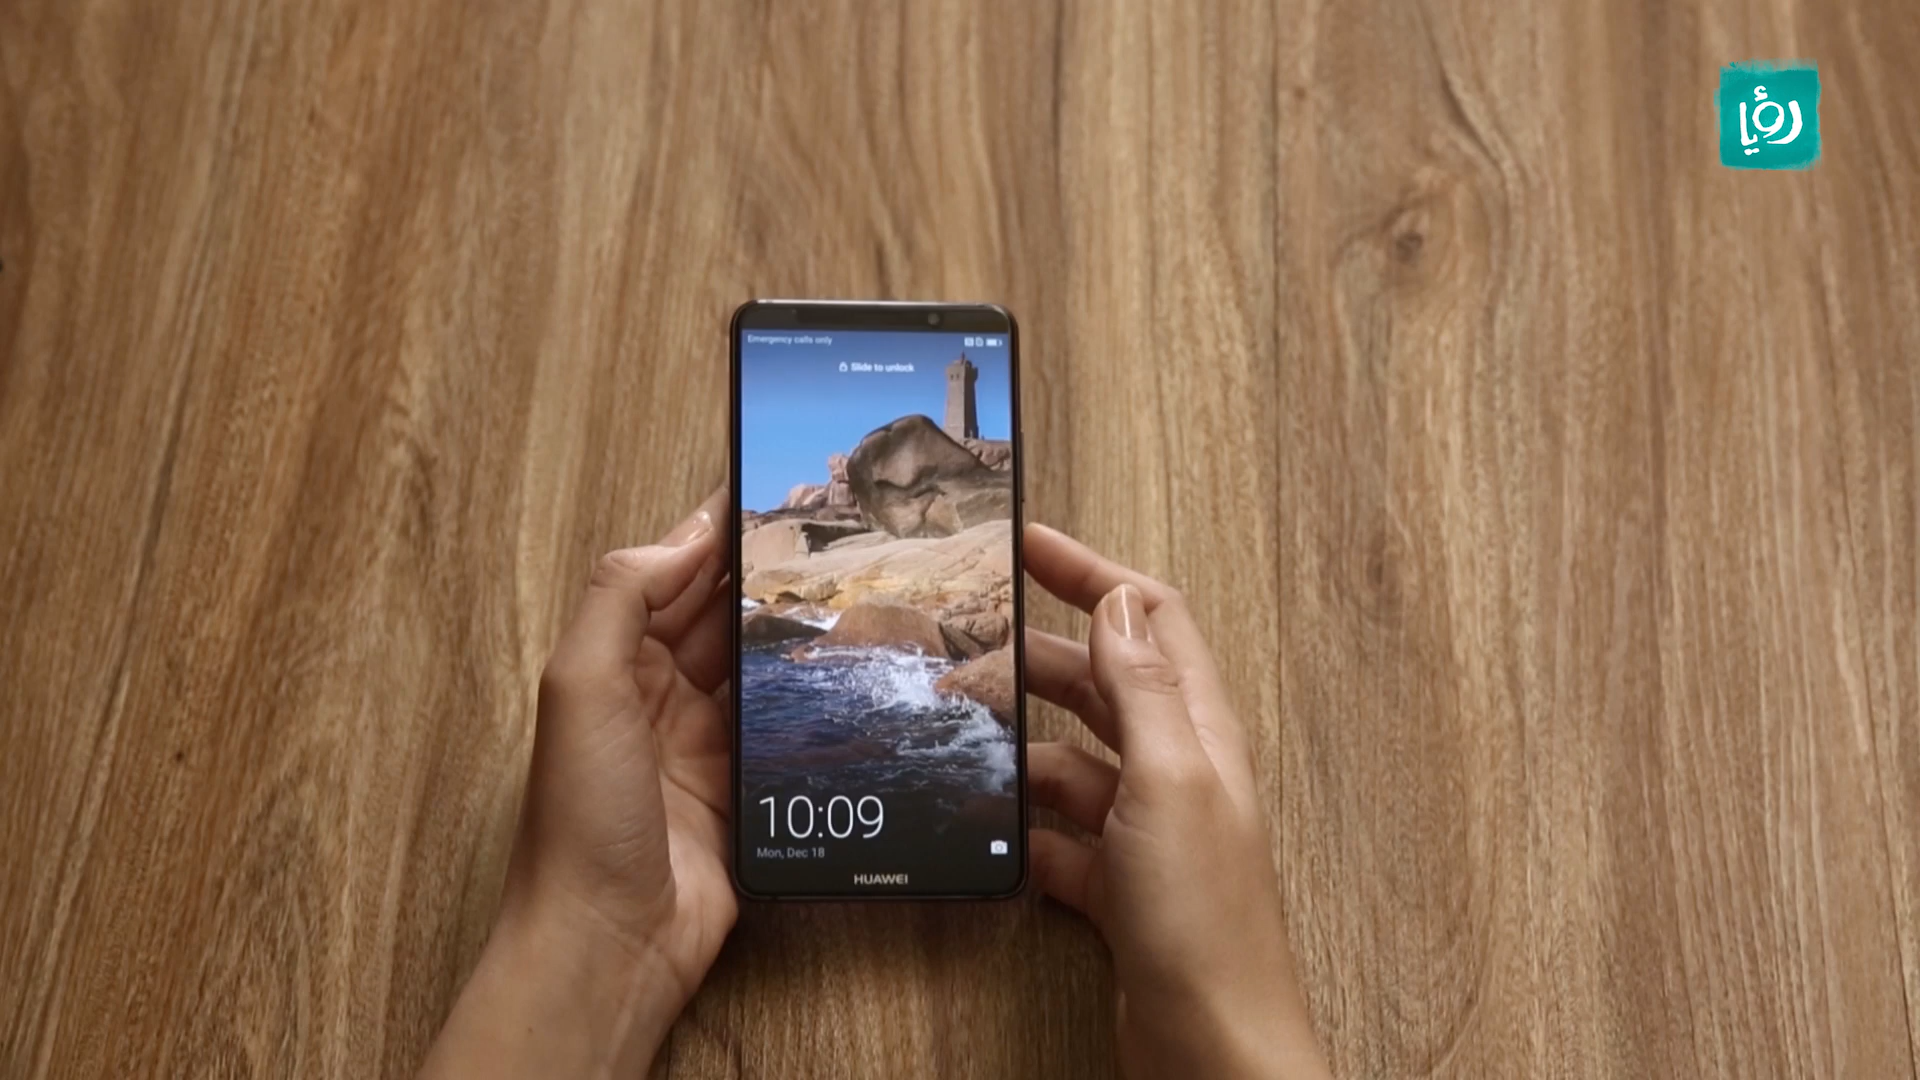 رؤيا
Emergency calls only
Slide to unlock
10:09
Mon, Dec 18
HUAWEI